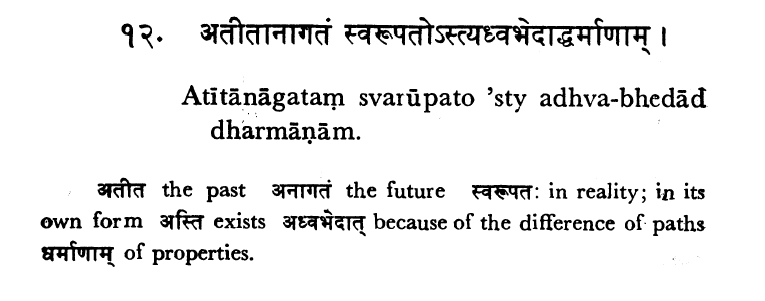 १२. अतीतानागतं स्वरूपतोऽस्त्यध्वभेदाद्धर्माणाम् ।
Atītānāgataṃ svarūpato ’sty adhva-bhedād
dharmāṇām.
अतीत the past अनागतं the future स्वरूपतः in reality; in its
own form अस्ति exists अध्वभेदात् because of the difference of paths
धर्माणाम् of properties.